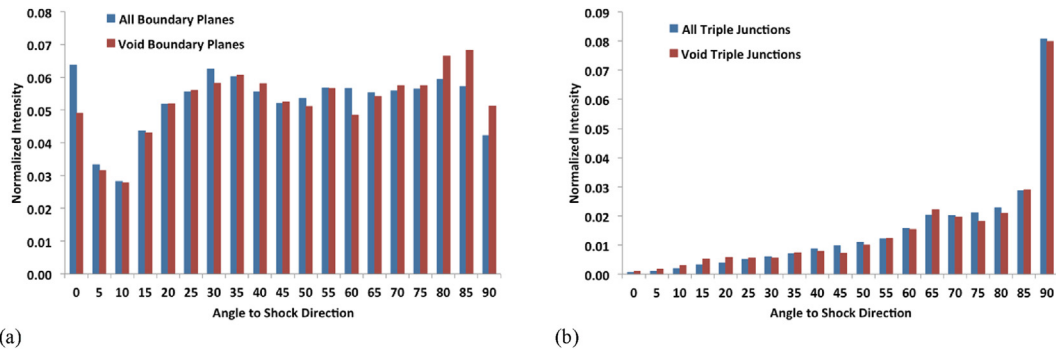 0.08
0.07
0.06
0.05
0.04
0.03
0.02
0.01
0.00
Normalized Intensity
All Boundary Planes
Void Boundary Planes
0 5 10 15 20 25 30 35 40 45 50 55 60 65 70 75 80 85 90
Angle to Shock Direction
(a)
0.09
0.08
0.07
0.06
0.05
0.04
0.03
0.02
0.01
0.00
Normalized Intensity
All Triple Junctions
Void Triple Junctions
0 5 10 15 20 25 30 35 40 45 50 55 60 65 70 75 80 85 90
Angle to Shock Direction
(b)